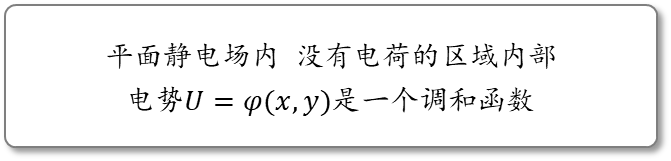 平面静电场内 没有电荷的区域内部
电势U = φ(x, y)是一个调和函数